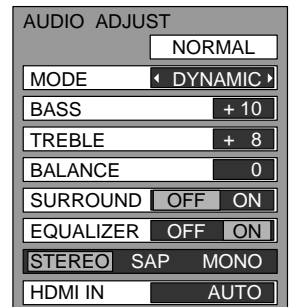 AUDIO ADJUST
NORMAL
MODE DYNAMIC
BASS + 10
TREBLE + 8
BALANCE 0
SURROUND OFF ON
EQUALIZER OFF ON
STEREO SAP MONO
HDMI IN AUTO